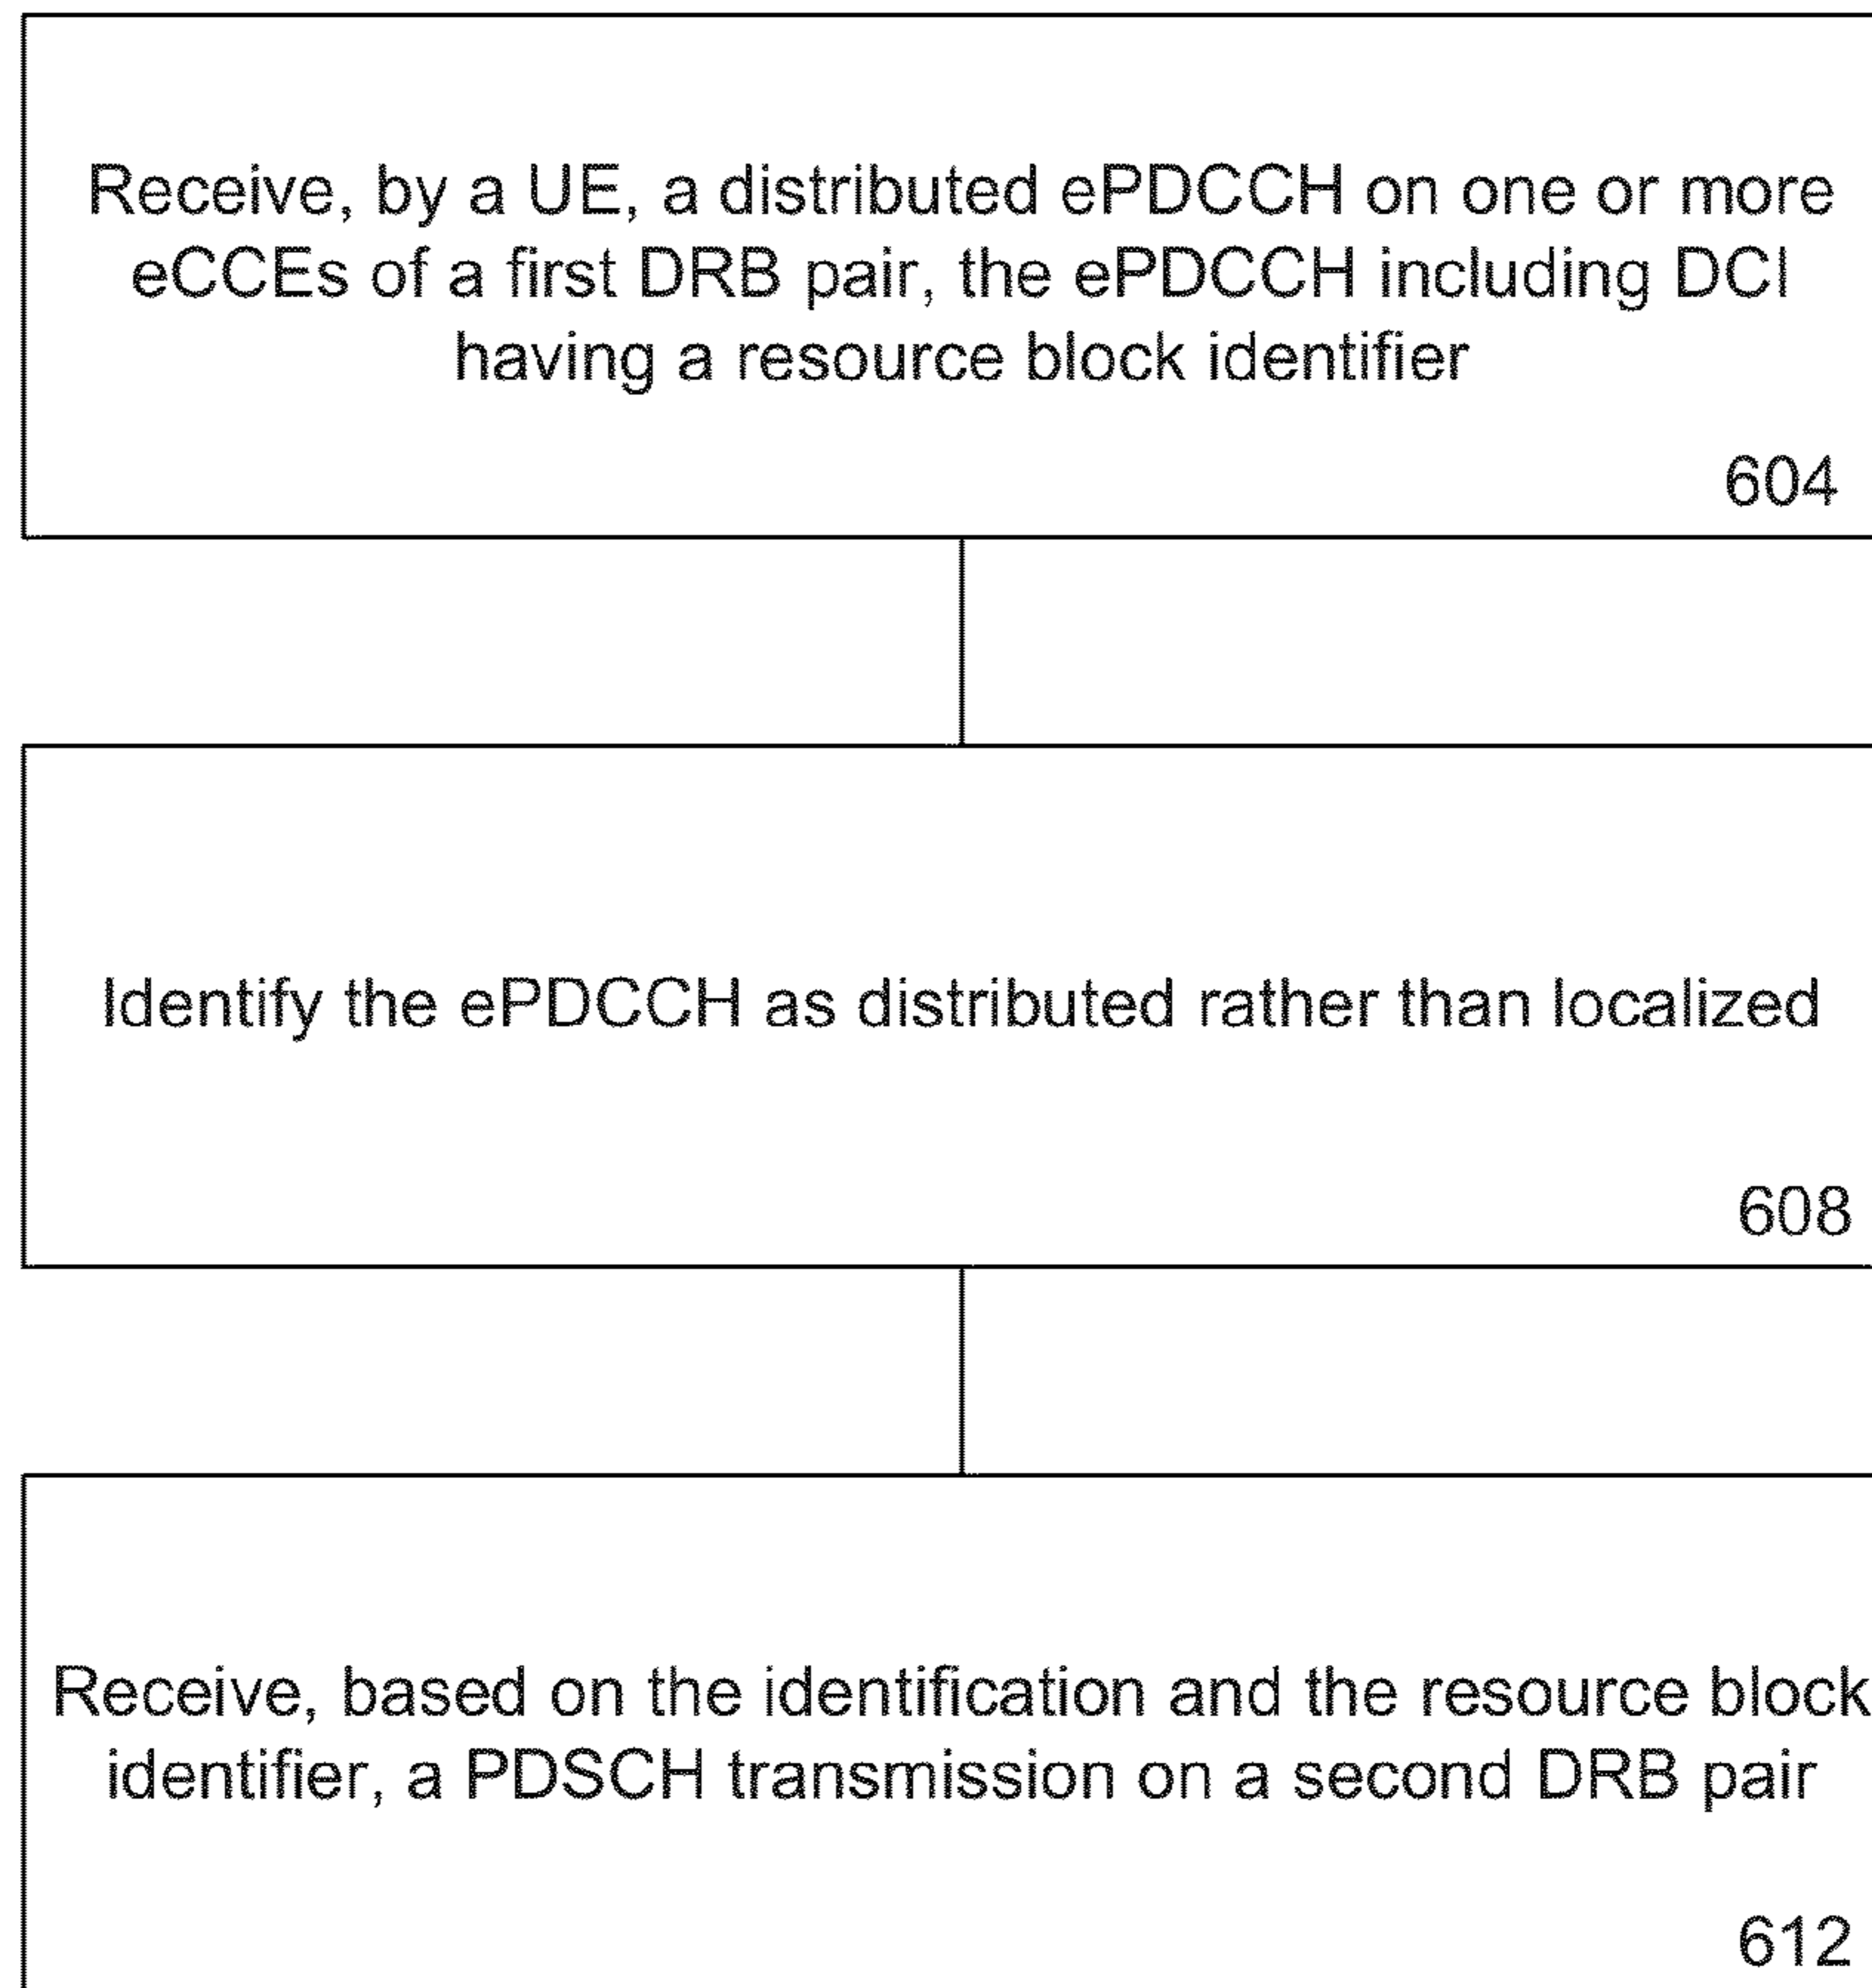 Receive, by a UE, a distributed ePDCCH on one or more
eCCEs of a first DRB pair, the ePDCCH including DCI
having a resource block identifier
604
Identify the ePDCCH as distributed rather than localized
608
Receive, based on the identification and the resource block
identifier, a PDSCH transmission on a second DRB pair
612